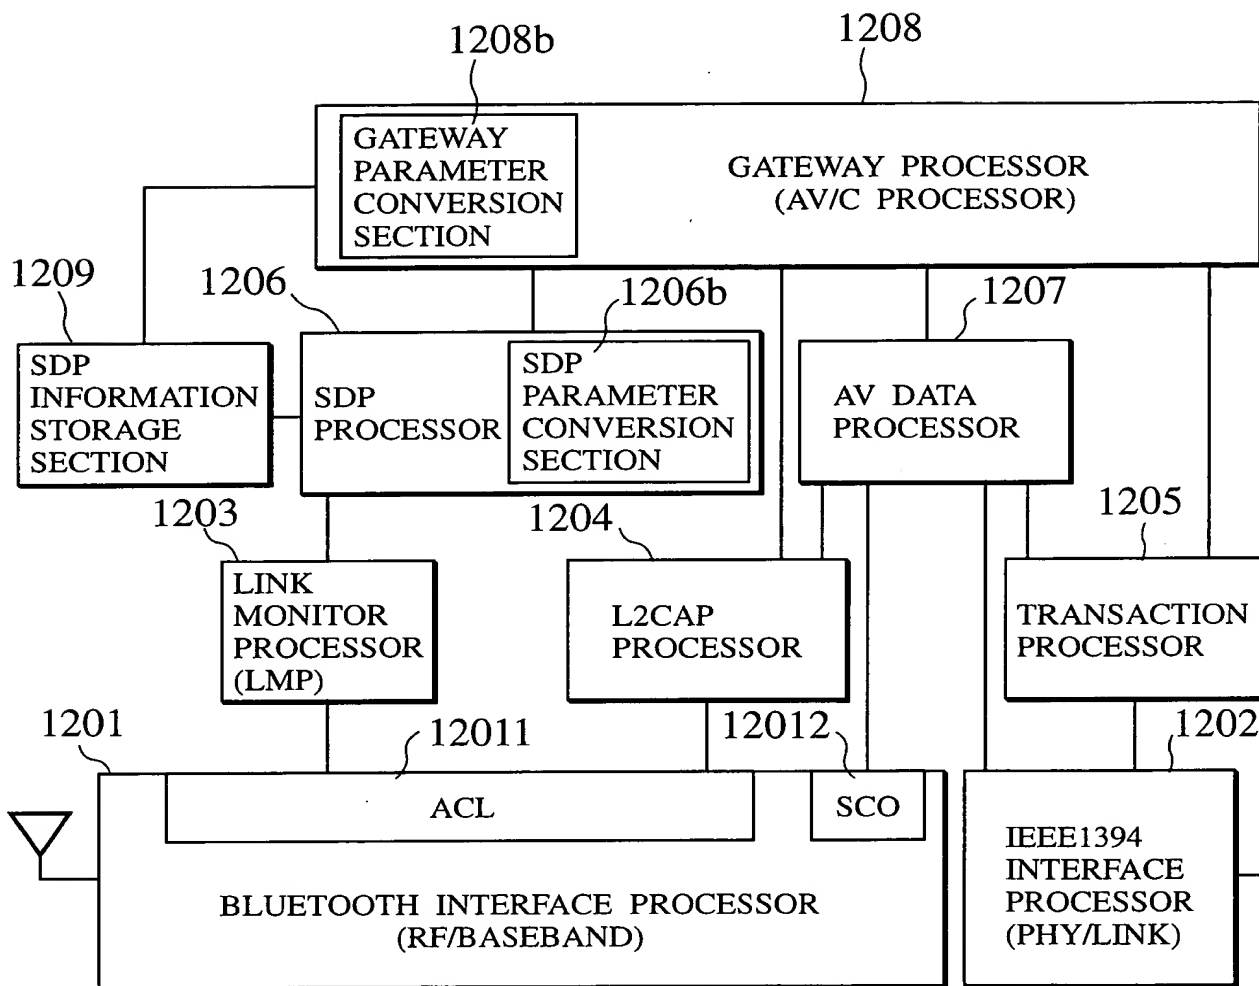 1208b
1208
GATEWAY
PARAMETER
CONVERSION
SECTION
GATEWAY PROCESSOR
(AV/C PROCESSOR)
1209
1206
1206b
1207
SDP
INFORMATION
STORAGE
SECTION
SDP
PROCESSOR
SDP
PARAMETER
CONVERSION
SECTION
AV DATA
PROCESSOR
1203
1204
1205
LINK
MONITOR
PROCESSOR
(LMP)
L2CAP
PROCESSOR
TRANSACTION
PROCESSOR
1201
12011
12012
1202
ACL
SCO
BLUETOOTH INTERFACE PROCESSOR
(RF/BASEBAND)
IEEE1394
INTERFACE
PROCESSOR
(PHY/LINK)